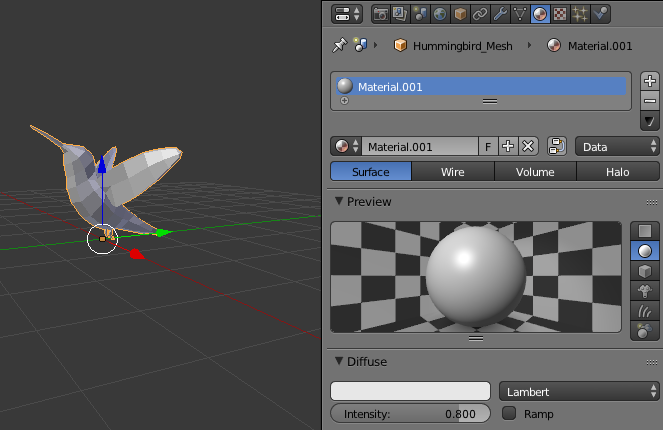 Hummingbird_Mesh Material.001
Material.001
Material.001 F Data
Surface Wire Volume Halo
Preview
Diffuse
Lambert
Intensity: 0.800 Ramp